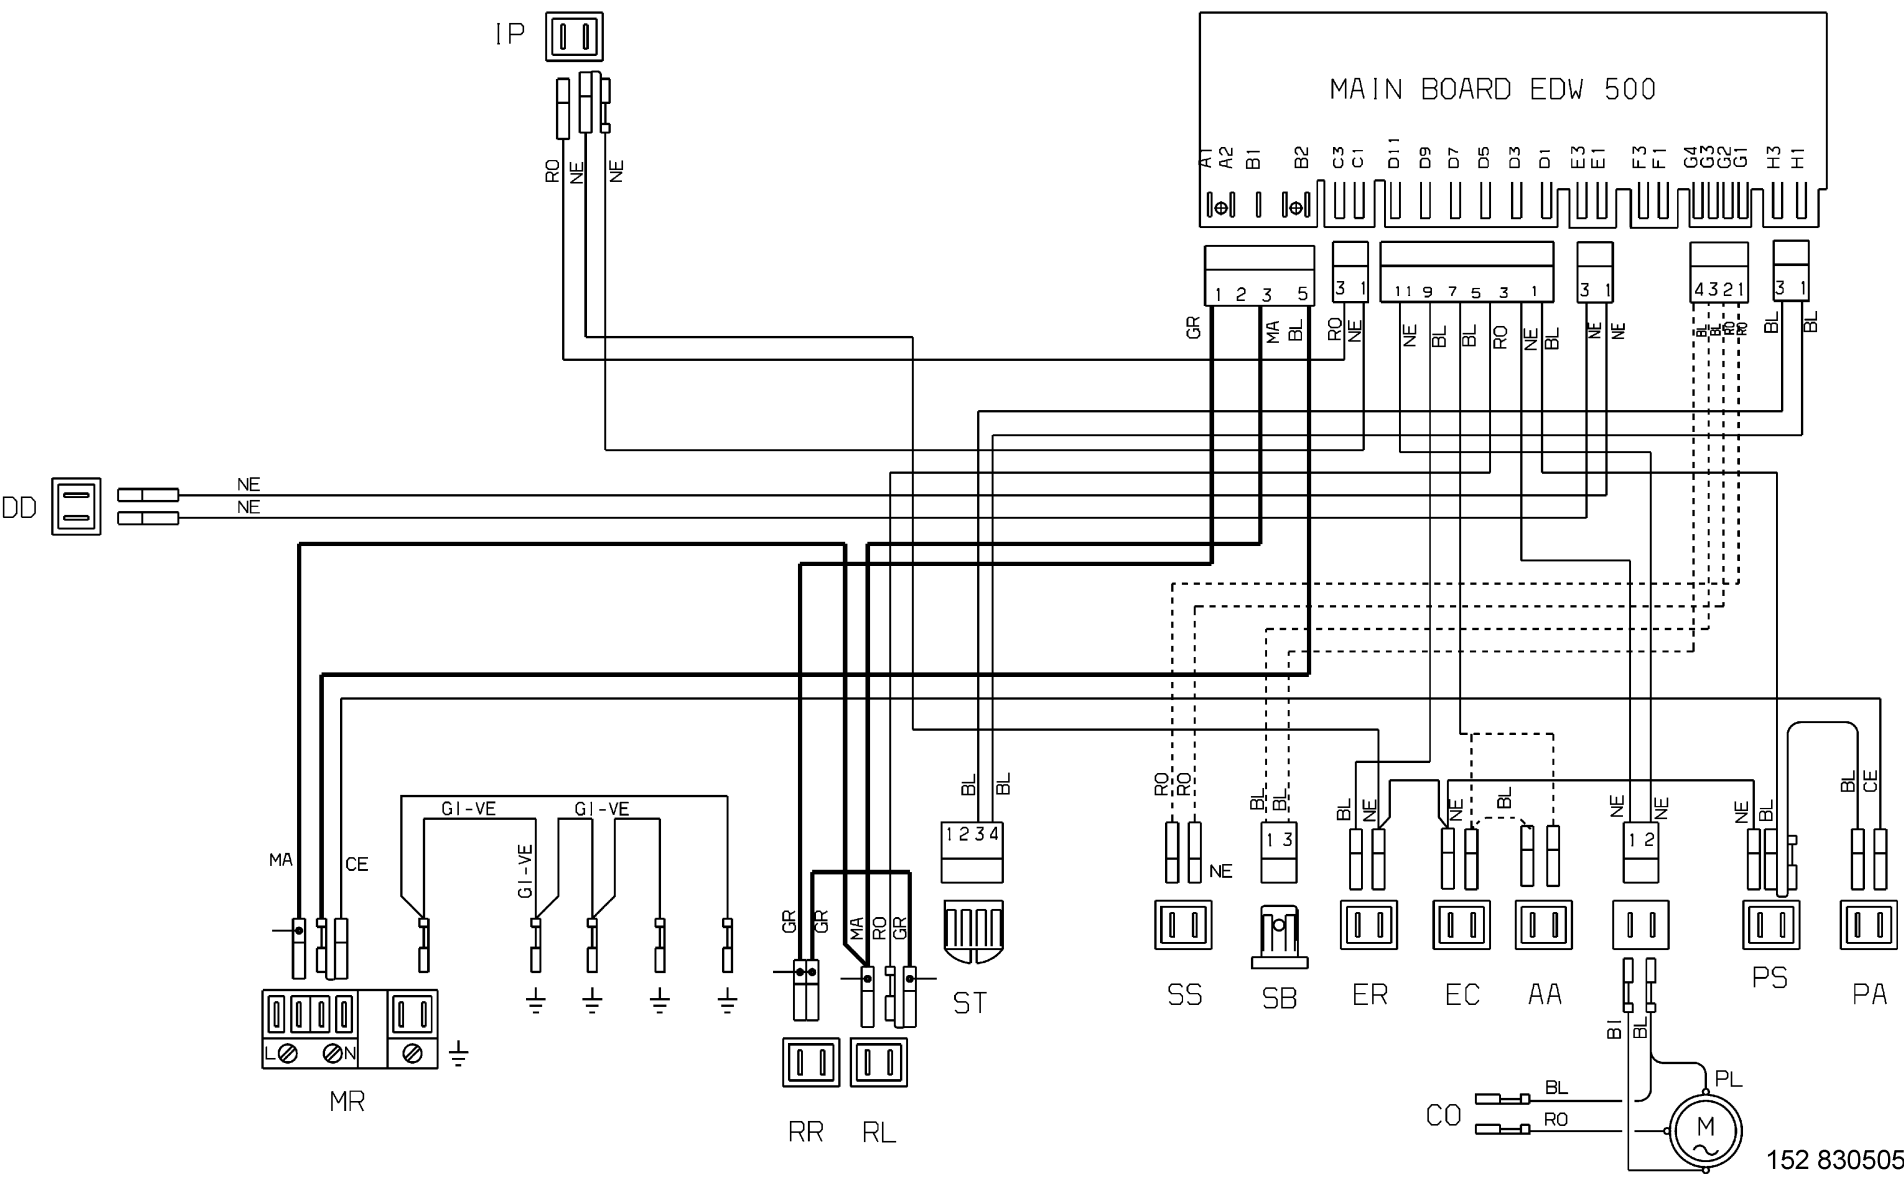 IP
MAIN BOARD EDW 500
A1 A2 B1 B2 C3 C1 D11 D9 D7 D5 D3 D1 E3 E1 F3 F1 G4 G3 G2 G1 H3 H1
RO NE NE
1 2 3 5 3 1 11 9 7 5 3 1 3 1 4 3 2 1 3 1
GR MA BL RO NE NE BL BL RO NE BL NE NE BL BL RO RO BL BL
DD
NE
NE
BL BL RO RO BL BL BL NE NE BL NE NE NE BL BL CE
GI-VE GI-VE
GI-VE
MA CE
1 2 3 4
1 3
1 2
NE
GR GR MA RO GR
ST SS SB ER EC AA PS PA
BI BL
L N
MR
RR RL
CO
BL
RO
PL
M
152 830505